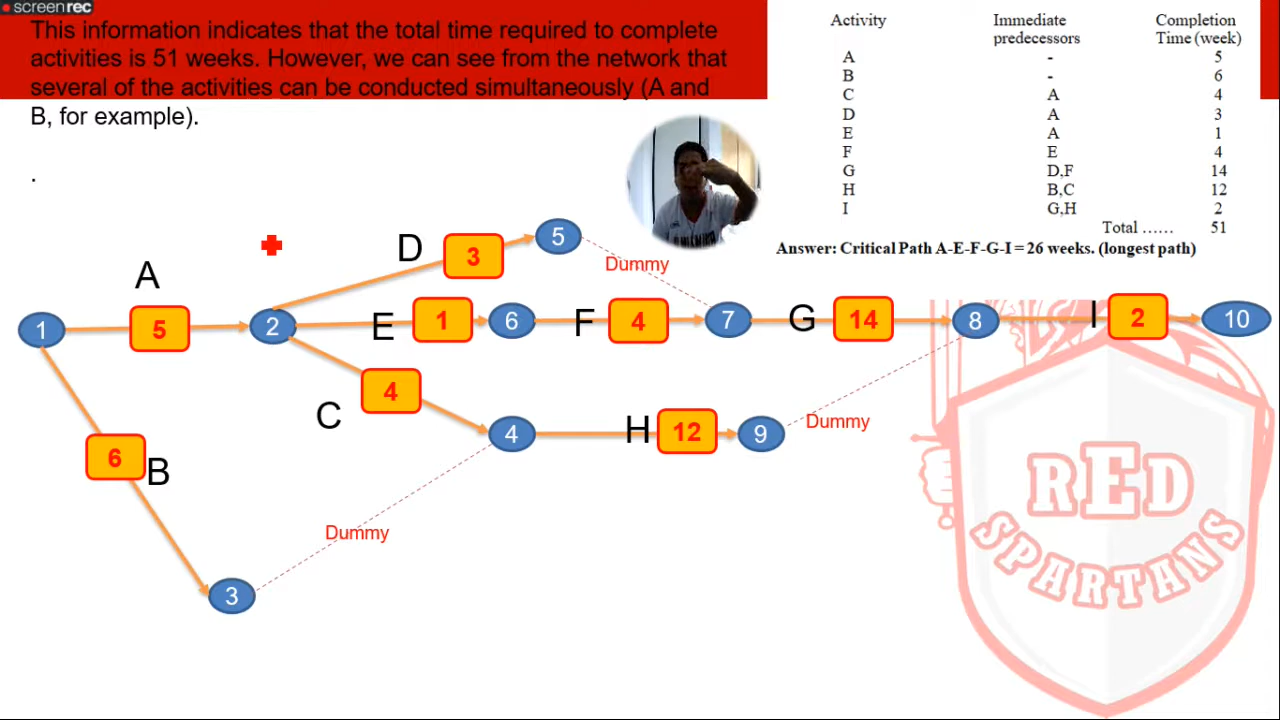 screenrec
This information indicates that the total time required to complete
activities is 51 weeks. However, we can see from the network that
several of the activities can be conducted simultaneously (A and
B, for example).
.
Activity Immediate predecessors Completion Time (week)
A - 5
B - 6
C A 4
D A 3
E A 1
F E 4
G D,F 14
H B,C 12
I G,H 2
Total ...... 51
Answer: Critical Path A-E-F-G-I = 26 weeks. (longest path)
D 3 5
Dummy
A
1 5 2 E 1 6 F 4 7 G 14 8 I 2 10
C 4
4 H 12 9
Dummy
6 B
Dummy
3
RED
SPARTANS